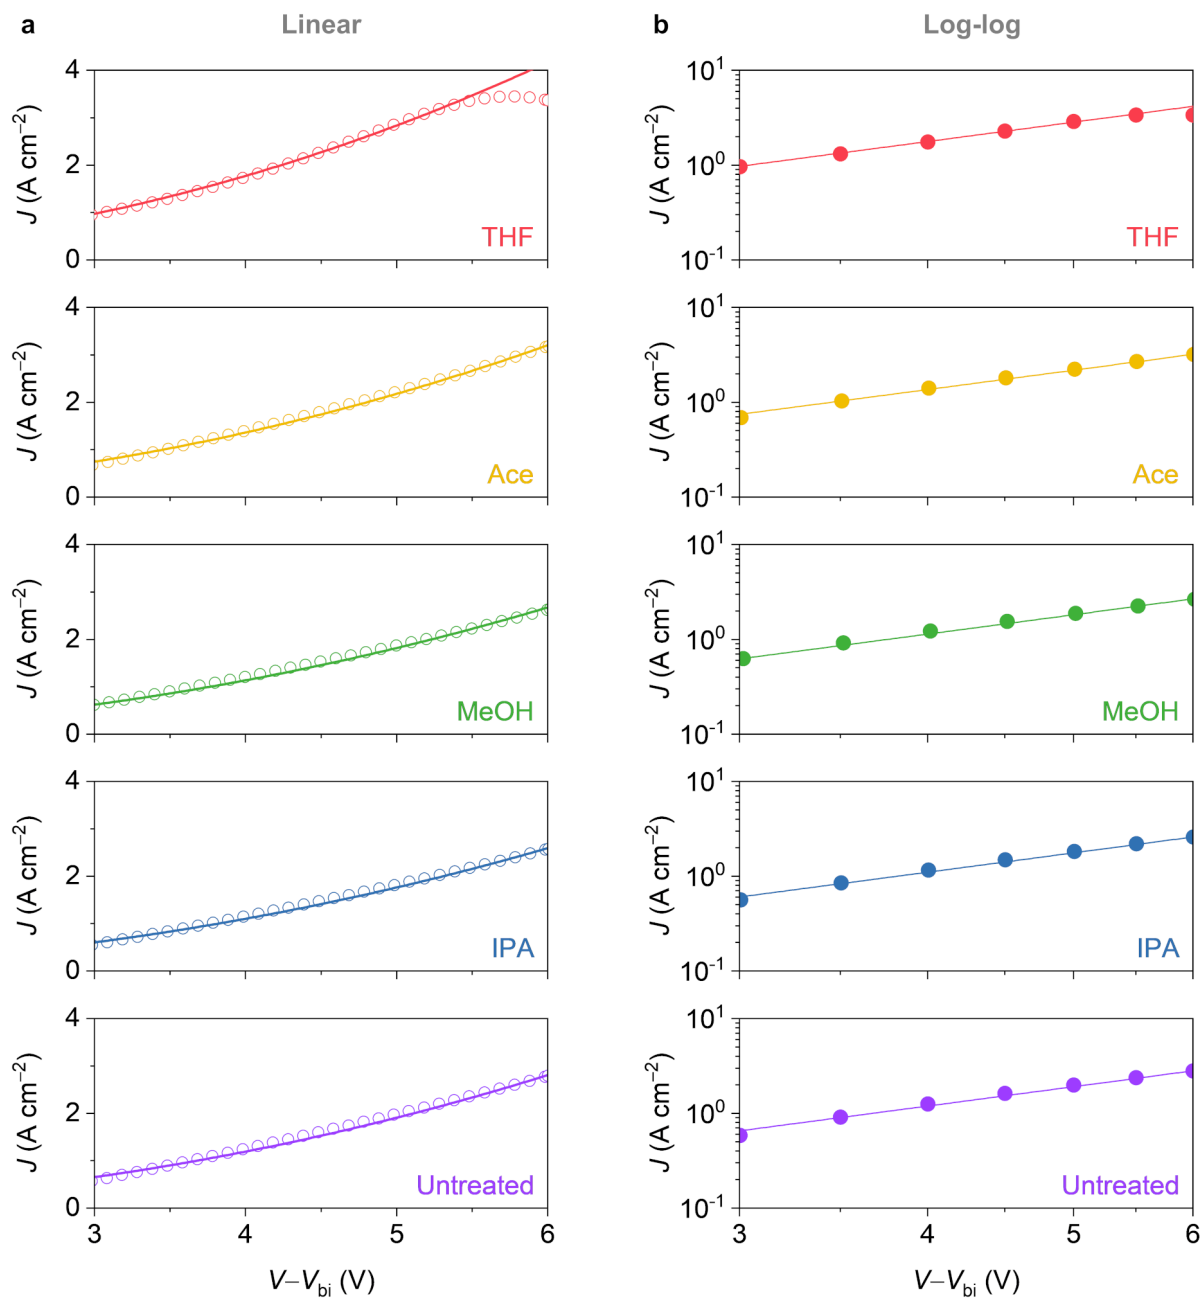 a Linear
4
2
0
J (A cm⁻²)
THF
4
2
0
J (A cm⁻²)
Ace
4
2
0
J (A cm⁻²)
MeOH
4
2
0
J (A cm⁻²)
IPA
4
2
0
J (A cm⁻²)
Untreated
3 4 5 6
V–Vbi (V)
b Log-log
10¹
10⁰
10⁻¹
J (A cm⁻²)
THF
10¹
10⁰
10⁻¹
J (A cm⁻²)
Ace
10¹
10⁰
10⁻¹
J (A cm⁻²)
MeOH
10¹
10⁰
10⁻¹
J (A cm⁻²)
IPA
10¹
10⁰
10⁻¹
J (A cm⁻²)
Untreated
3 4 5 6
V–Vbi (V)